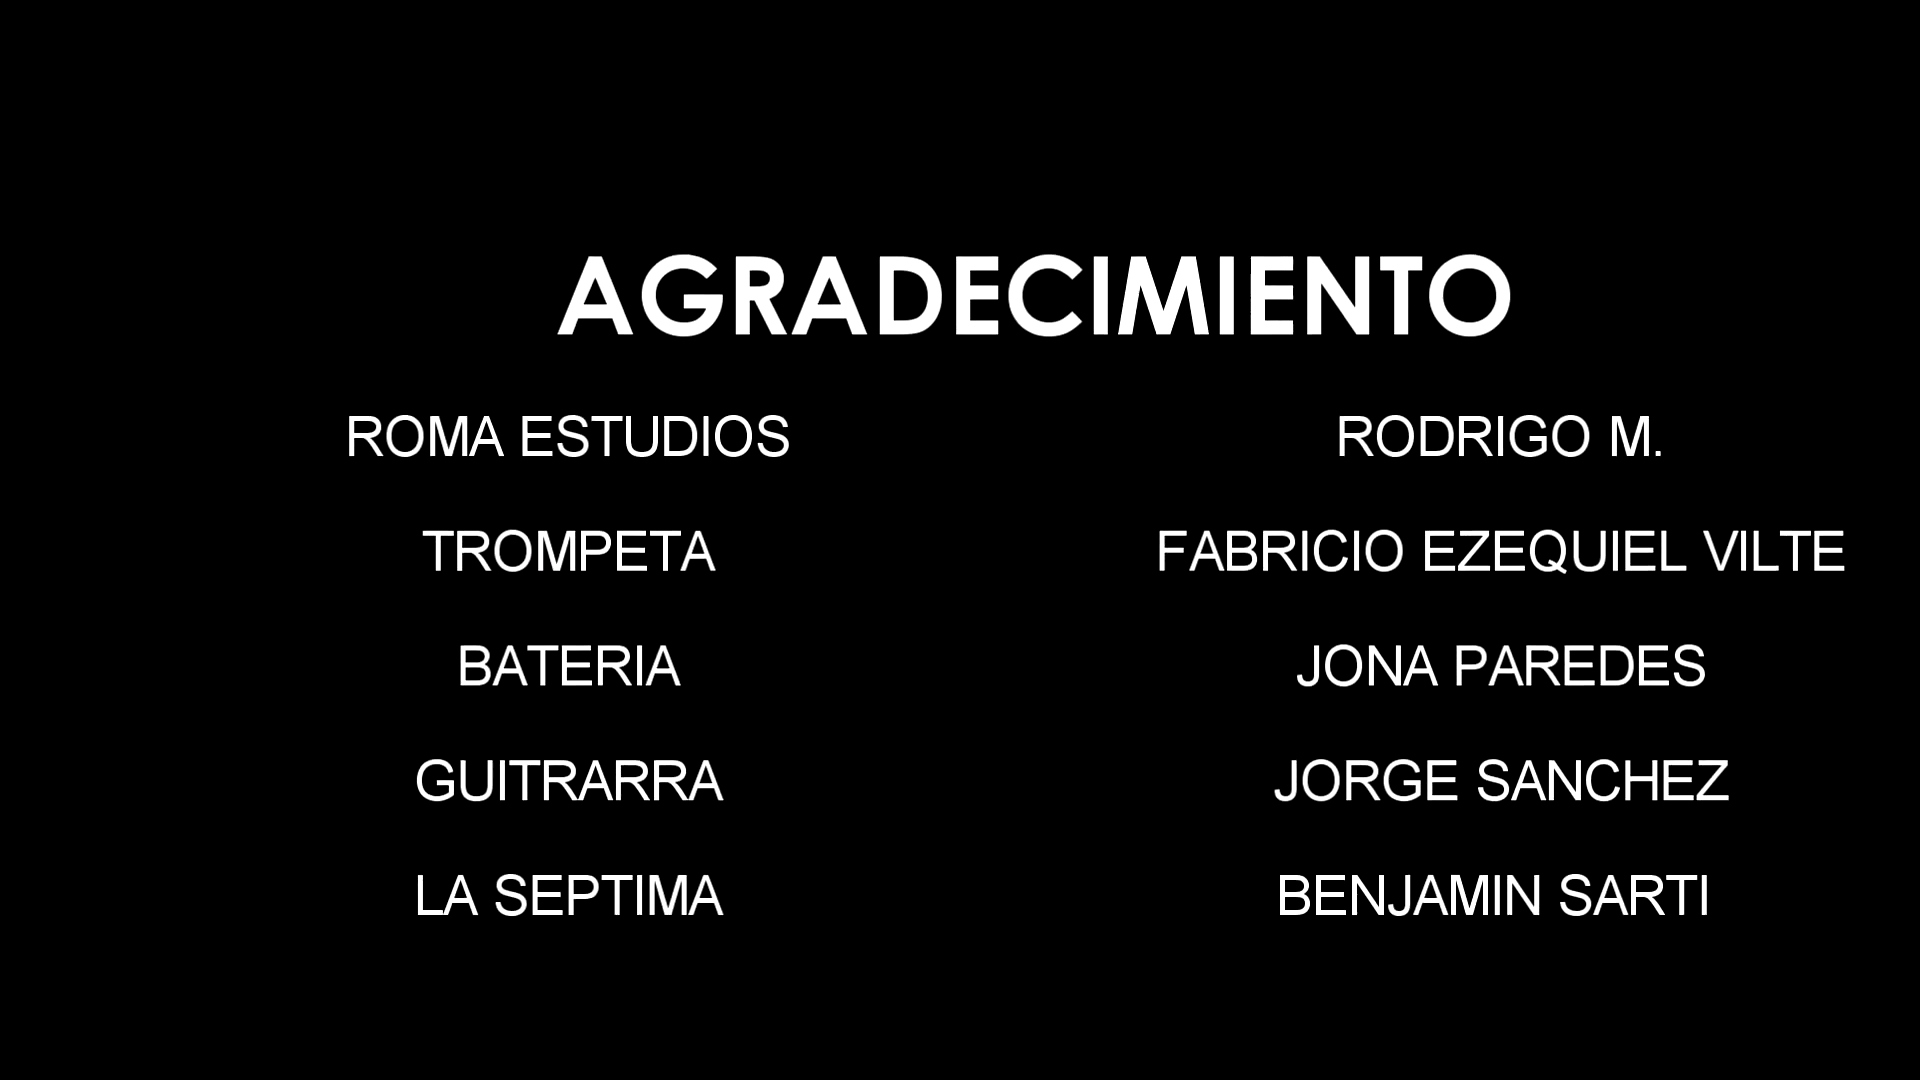 AGRADECIMIENTO
ROMA ESTUDIOS RODRIGO M.
TROMPETA FABRICIO EZEQUIEL VILTE
BATERIA JONA PAREDES
GUITRARRA JORGE SANCHEZ
LA SEPTIMA BENJAMIN SARTI